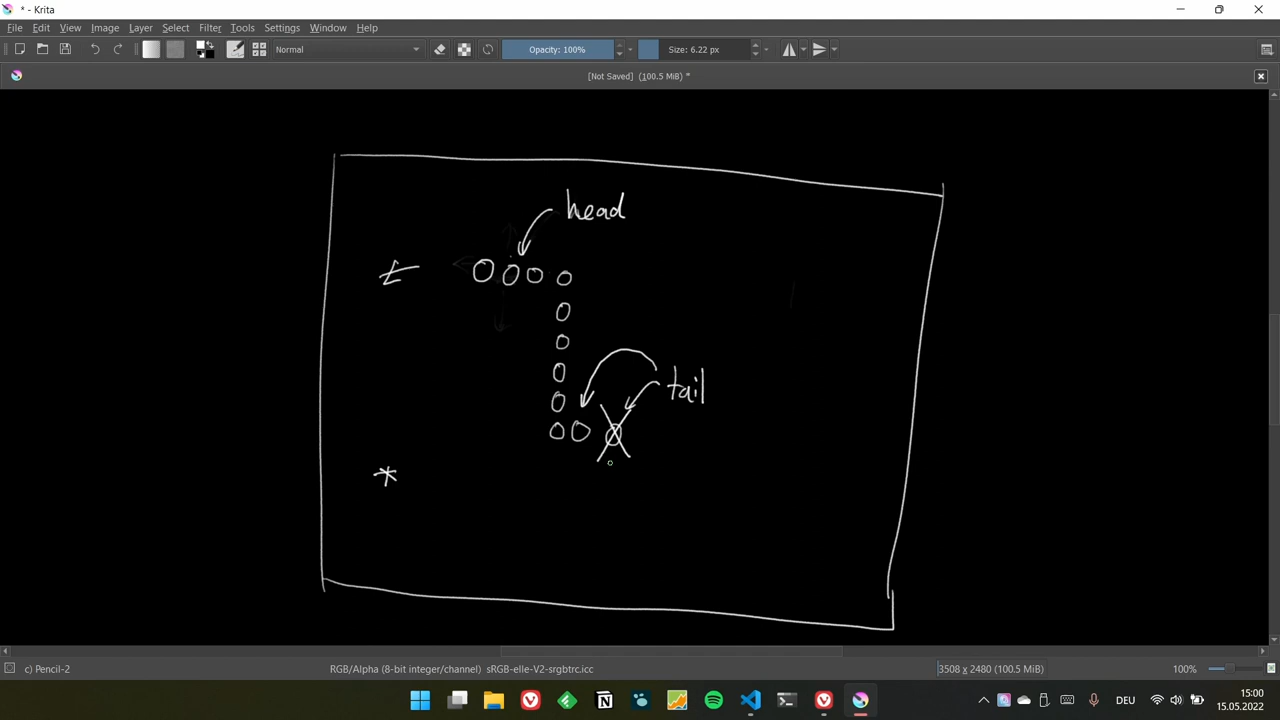 * - Krita
File Edit View Image Layer Select Filter Tools Settings Window Help
Normal Opacity: 100% Size: 6.22 px
[Not Saved] (100.5 MiB) *
head
tail
*
c) Pencil-2 RGB/Alpha (8-bit integer/channel) sRGB-elle-V2-srgbtrc.icc 3508 x 2480 (100.5 MiB) 100%
DEU 15:00
15.05.2022